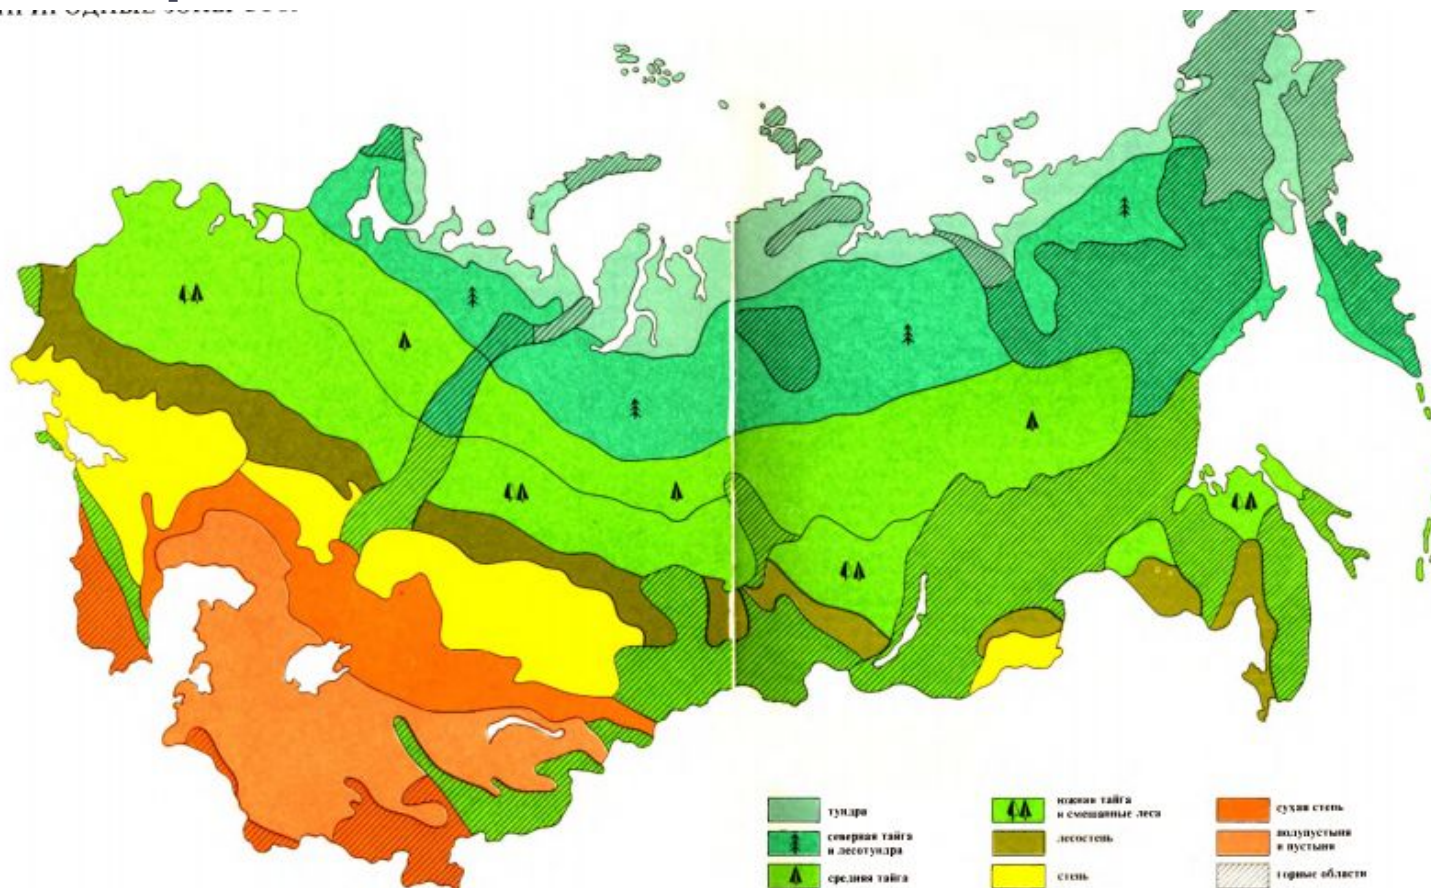 тундра
северная тайга
и лесотундра
средняя тайга
южная тайга
и смешанные леса
лесостепь
степь
сухая степь
полупустыня
и пустыня
горные области